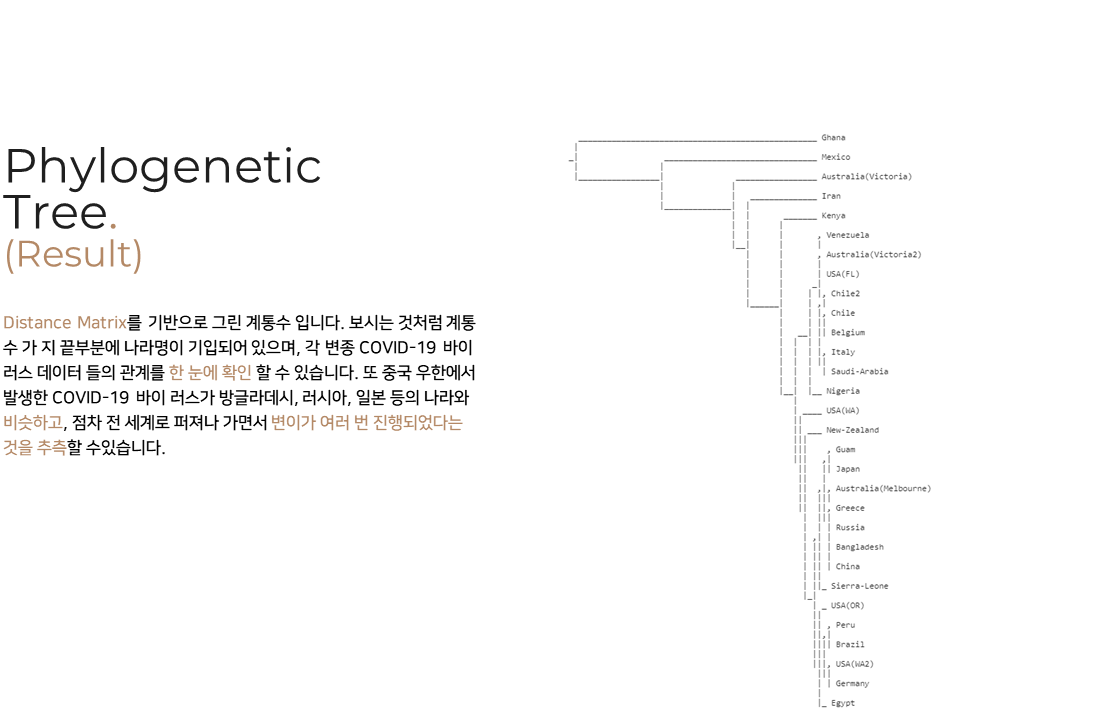 Phylogenetic
Tree.
(Result)
Distance Matrix를 기반으로 그린 계통수 입니다. 보시는 것처럼 계통
수 가 지 끝부분에 나라명이 기입되어 있으며, 각 변종 COVID-19 바이
러스 데이터 들의 관계를 한 눈에 확인 할 수 있습니다. 또 중국 우한에서
발생한 COVID-19 바이 러스가 방글라데시, 러시아, 일본 등의 나라와
비슷하고, 점차 전 세계로 퍼져나 가면서 변이가 여러 번 진행되었다는
것을 추측할 수있습니다.
Ghana
Mexico
Australia(Victoria)
Iran
Kenya
Venezuela
Australia(Victoria2)
USA(FL)
Chile2
Chile
Belgium
Italy
Saudi-Arabia
Nigeria
USA(WA)
New-Zealand
Guam
Japan
Australia(Melbourne)
Greece
Russia
Bangladesh
China
Sierra-Leone
USA(OR)
Peru
Brazil
USA(WA2)
Germany
Egypt